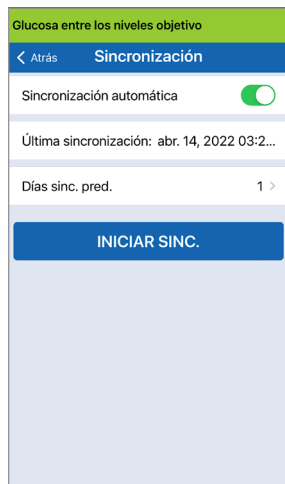 Glucosa entre los niveles objetivo
Atrás Sincronización
Sincronización automática
Última sincronización: abr. 14, 2022 03:2...
Días sinc. pred. 1
INICIAR SINC.